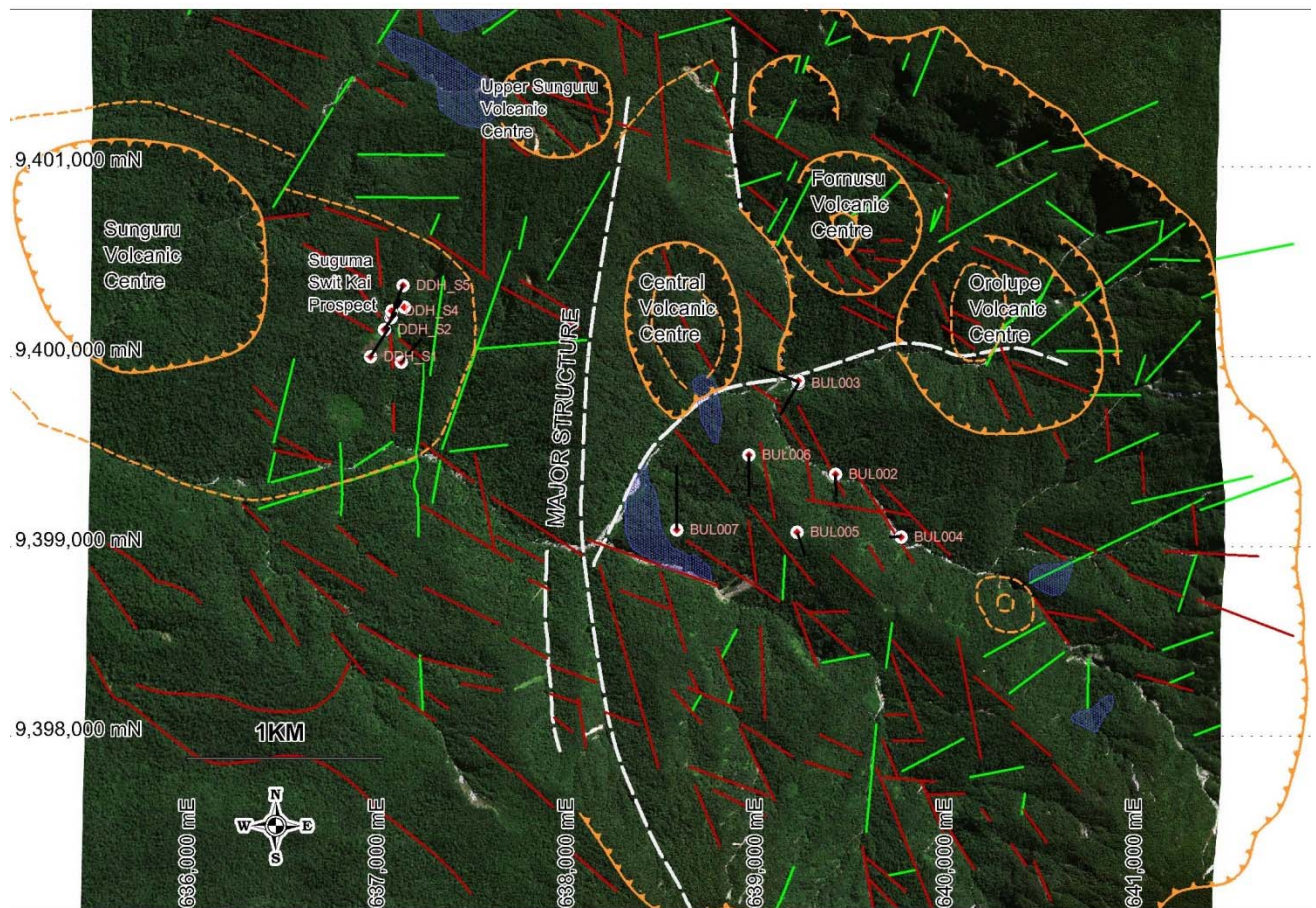 Upper Sunguru
Volcanic
Centre
9,401,000 mN
Fornusu
Volcanic
Centre
Sunguru
Volcanic
Centre
Suguma
Swit Kai
Prospect
DDH_S5
DDH_S4
DDH_S2
DDH_S1
Central
Volcanic
Centre
Orolupe
Volcanic
Centre
9,400,000 mN
BUL003
MAJOR STRUCTURE
BUL006
BUL002
BUL007
BUL005
BUL004
9,399,000 mN
9,398,000 mN
1KM
N
W
E
S
636,000 mE
637,000 mE
638,000 mE
639,000 mE
640,000 mE
641,000 mE